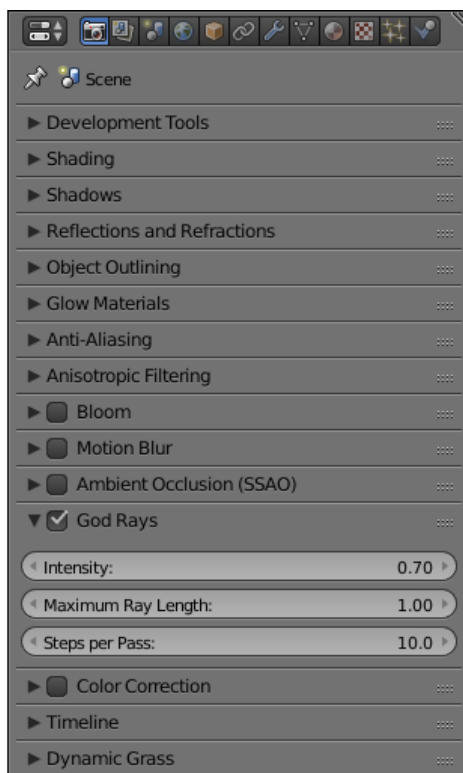 Scene
Development Tools
Shading
Shadows
Reflections and Refractions
Object Outlining
Glow Materials
Anti-Aliasing
Anisotropic Filtering
Bloom
Motion Blur
Ambient Occlusion (SSAO)
God Rays
Intensity: 0.70
Maximum Ray Length: 1.00
Steps per Pass: 10.0
Color Correction
Timeline
Dynamic Grass